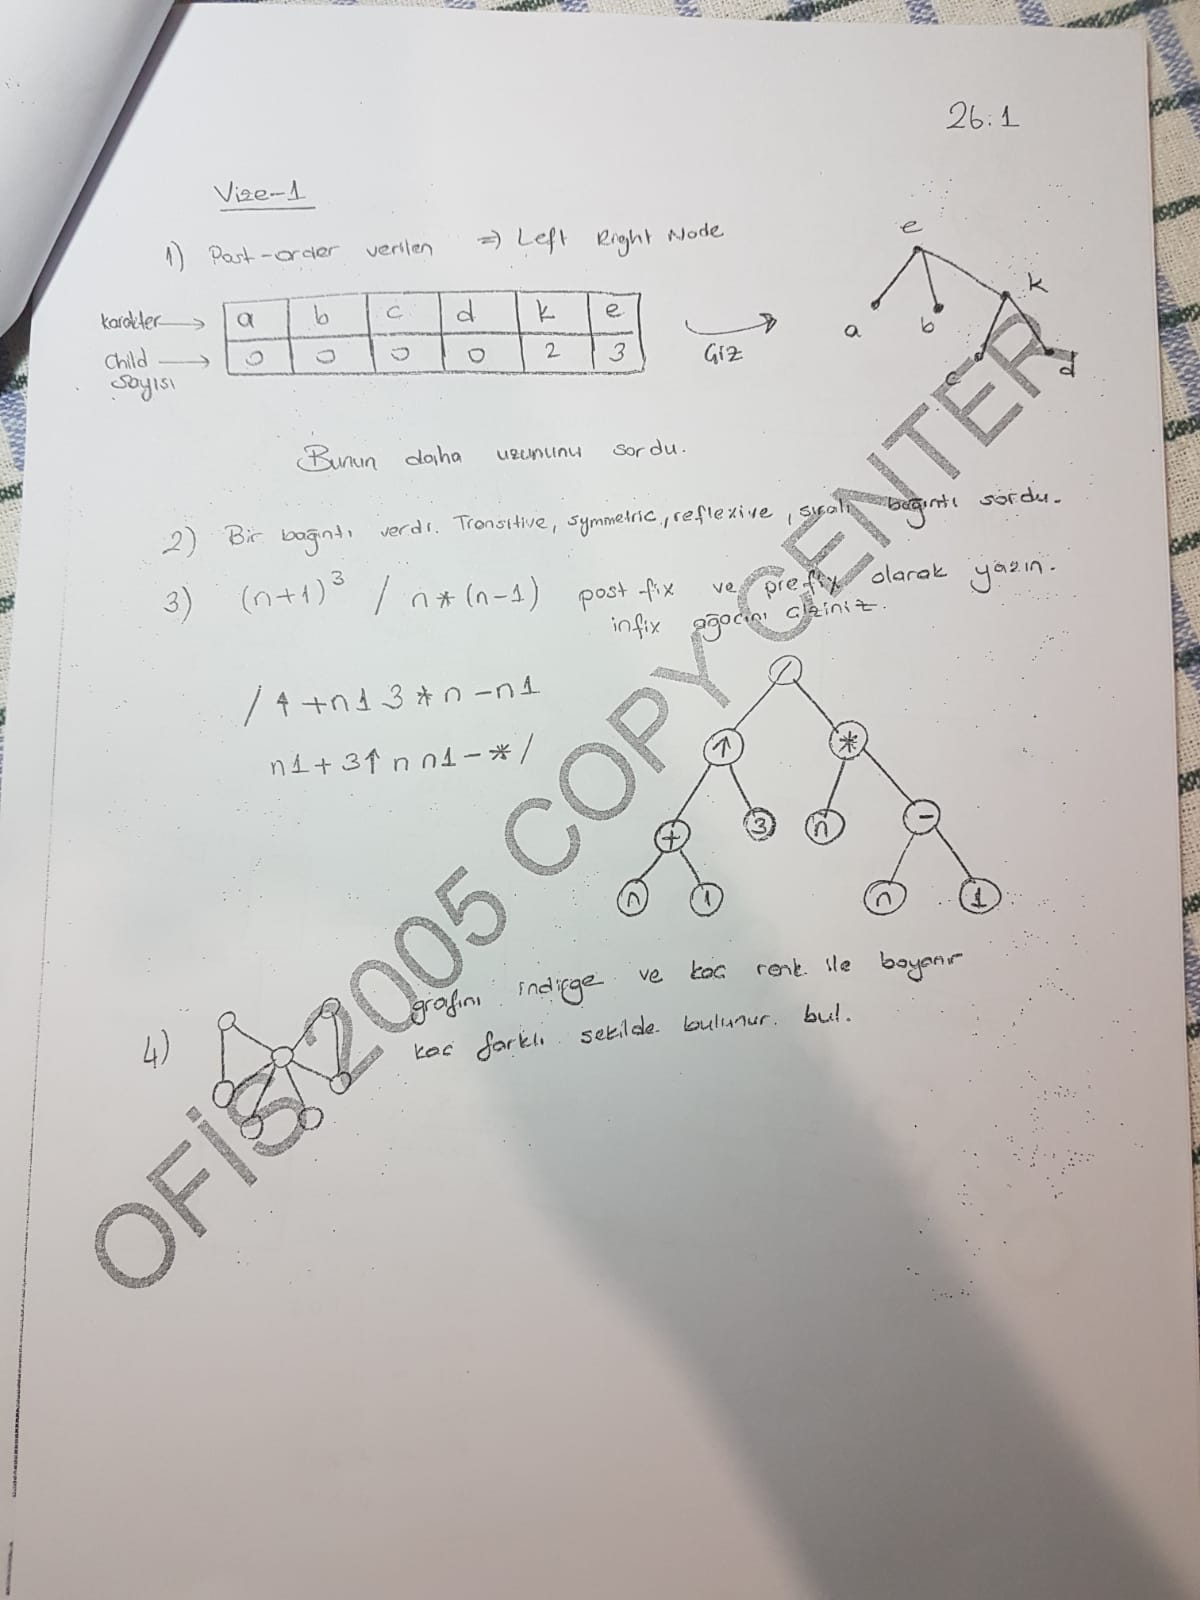 26:1
Vize-1
1) Post-order verilen => Left Right Node
karakter → a b c d k e
Child Sayısı → 0 0 0 0 2 3
Çiz
e
a b k
c d
Bunun daha uzununu sordu.
2) Bir bağıntı verdi. Transitive, symmetric, reflexive, sıralı bağıntı sordu.
3) (n+1)³ / n*(n-1) post-fix ve prefix olarak yazın.
infix ağacını çiziniz.
/ ↑ + n 1 3 * n - n 1
n 1 + 3 ↑ n n 1 - * /
/
↑ *
+ 3 n -
n 1 n 1
4) grafını indirge ve kaç renk ile boyanır
kaç farklı şekilde bulunur. bul.
OFİS 2005 COPY CENTER